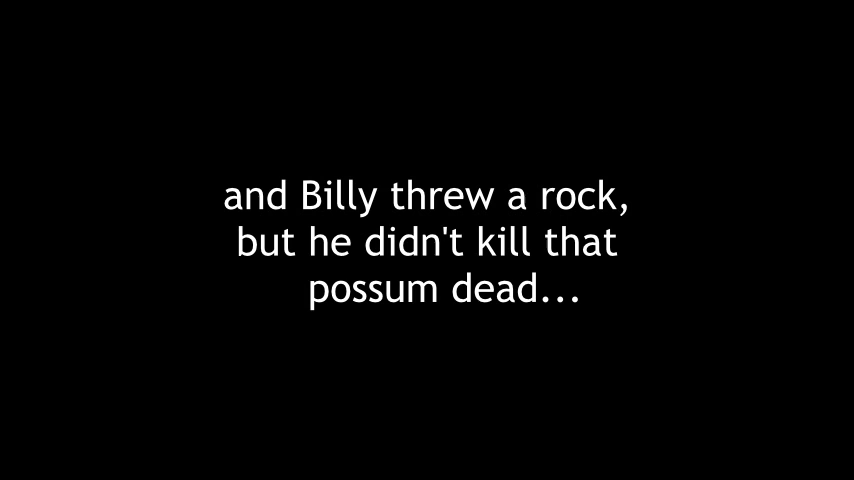 and Billy threw a rock,
but he didn't kill that
possum dead...